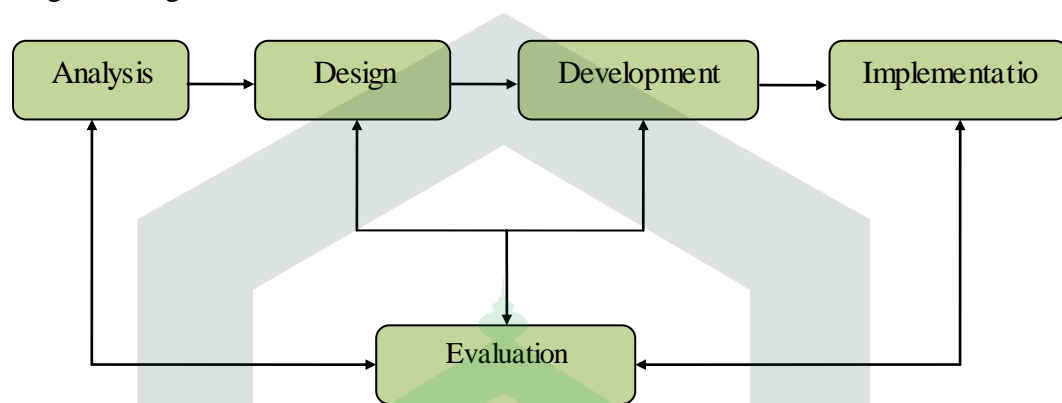 Analysis
Design
Development
Implementatio
Evaluation